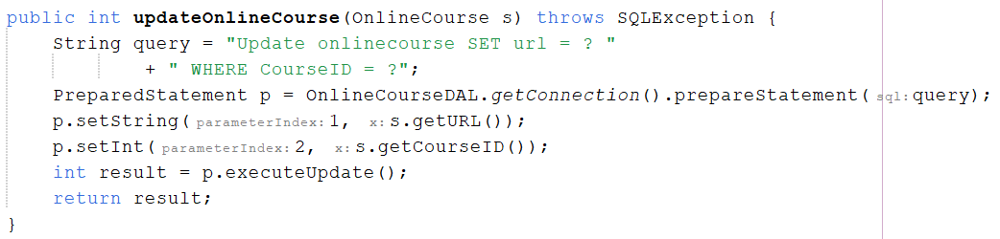 public int updateOnlineCourse(OnlineCourse s) throws SQLException {
    String query = "Update onlinecourse SET url = ? "
            + " WHERE CourseID = ?";
    PreparedStatement p = OnlineCourseDAL.getConnection().prepareStatement( sql: query);
    p.setString( parameterIndex: 1, x: s.getURL());
    p.setInt( parameterIndex: 2, x: s.getCourseID());
    int result = p.executeUpdate();
    return result;
}